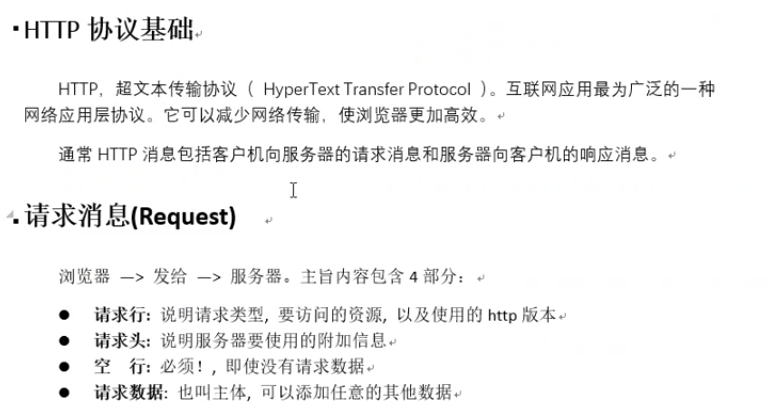 HTTP 协议基础
HTTP，超文本传输协议（ HyperText Transfer Protocol ）。互联网应用最为广泛的一种
网络应用层协议。它可以减少网络传输，使浏览器更加高效。
通常 HTTP 消息包括客户机向服务器的请求消息和服务器向客户机的响应消息。
请求消息(Request)
浏览器 —> 发给 —> 服务器。主旨内容包含 4 部分：
● 请求行: 说明请求类型, 要访问的资源, 以及使用的 http 版本
● 请求头: 说明服务器要使用的附加信息
● 空 行: 必须！, 即使没有请求数据
● 请求数据: 也叫主体, 可以添加任意的其他数据